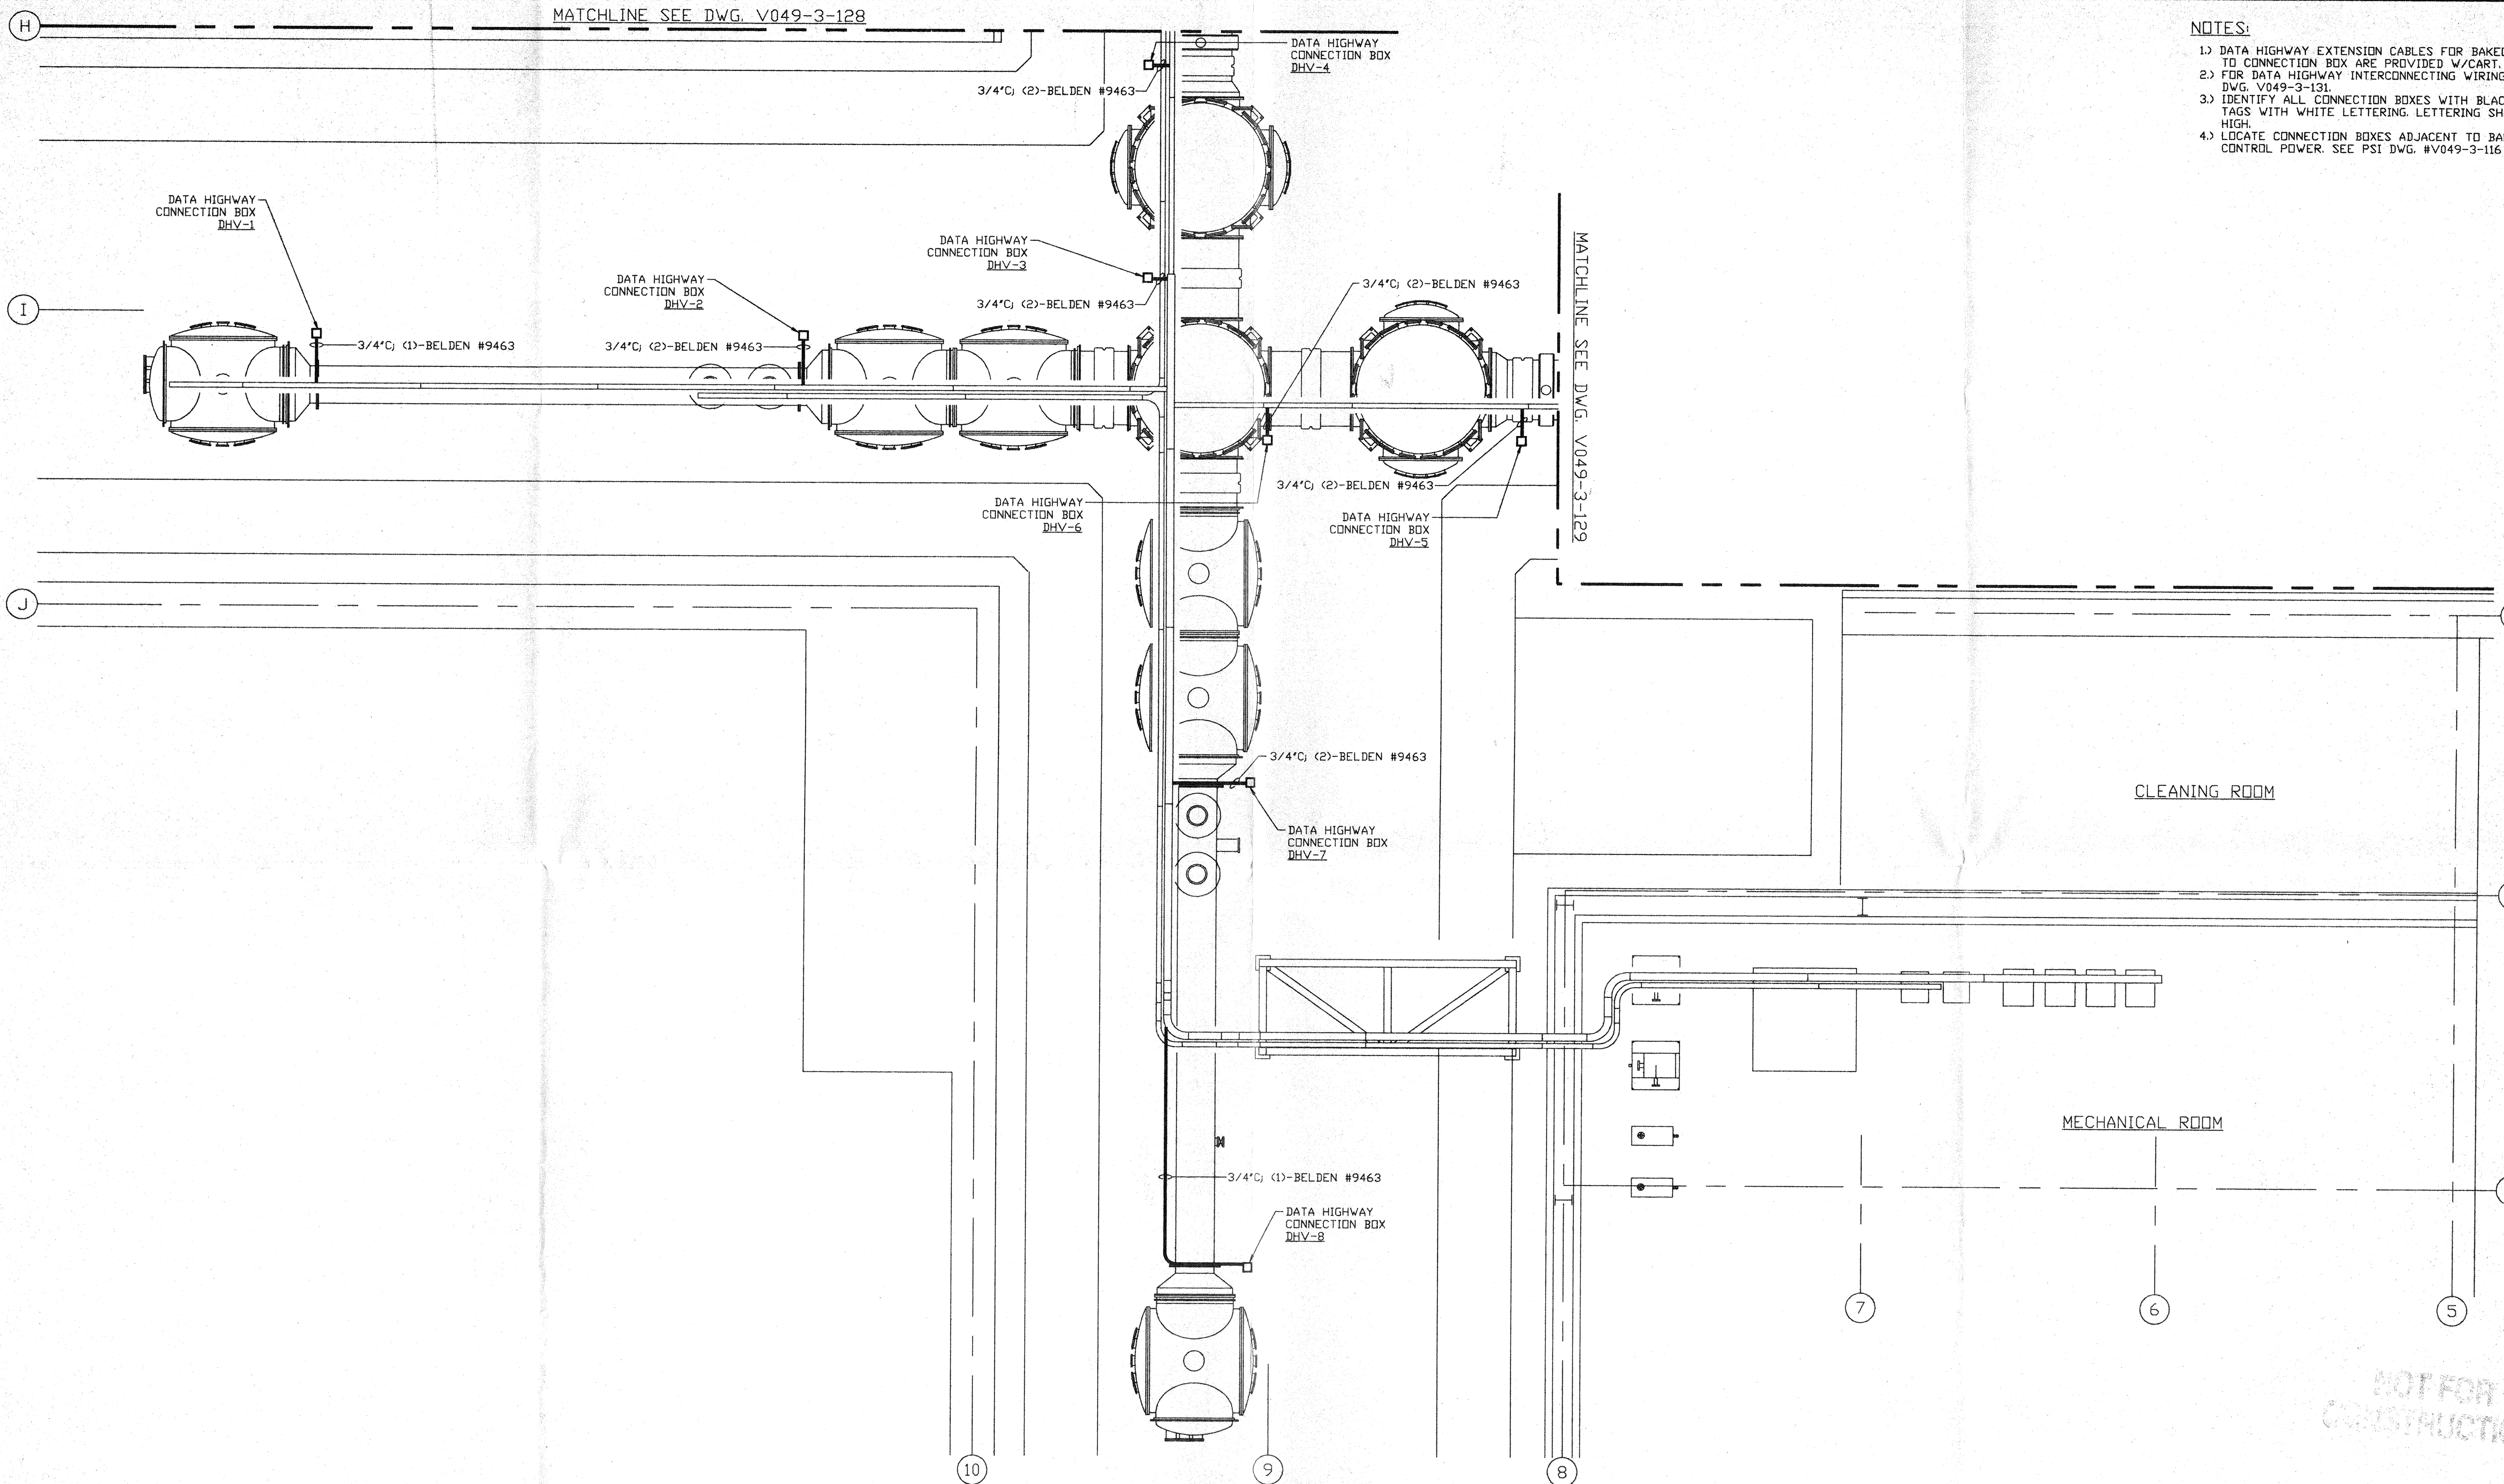 H
MATCHLINE SEE DWG. V049-3-128
NOTES:
1.) DATA HIGHWAY EXTENSION CABLES FOR
TO CONNECTION BOX ARE PROVIDED W/CART.
2.) FOR DATA HIGHWAY INTERCONNECTING WIRING
DWG. V049-3-131.
3.) IDENTIFY ALL CONNECTION BOXES WITH
TAGS WITH WHITE LETTERING. LETTERING
HIGH.
4.) LOCATE CONNECTION BOXES ADJACENT TO
CONTROL POWER. SEE PSI DWG. #V049-3-116
DATA HIGHWAY
CONNECTION BOX
DHV-4
3/4"C; (2)-BELDEN #9463
DATA HIGHWAY
CONNECTION BOX
DHV-1
DATA HIGHWAY
CONNECTION BOX
DHV-3
3/4"C; (2)-BELDEN #9463
DATA HIGHWAY
CONNECTION BOX
DHV-2
3/4"C; (2)-BELDEN #9463
MATCHLINE SEE DWG. V049-3-129
I
3/4"C; (1)-BELDEN #9463
3/4"C; (2)-BELDEN #9463
3/4"C; (2)-BELDEN #9463
DATA HIGHWAY
CONNECTION BOX
DHV-6
DATA HIGHWAY
CONNECTION BOX
DHV-5
J
3/4"C; (2)-BELDEN #9463
DATA HIGHWAY
CONNECTION BOX
DHV-7
CLEANING ROOM
MECHANICAL ROOM
3/4"C; (1)-BELDEN #9463
DATA HIGHWAY
CONNECTION BOX
DHV-8
7
6
5
NOT FOR
10
9
8